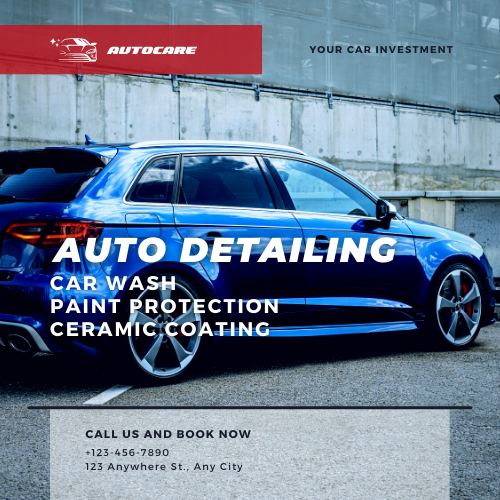 AUTOCARE
YOUR CAR INVESTMENT
AUTO DETAILING
CAR WASH
PAINT PROTECTION
CERAMIC COATING
CALL US AND BOOK NOW
+123-456-7890
123 Anywhere St., Any City